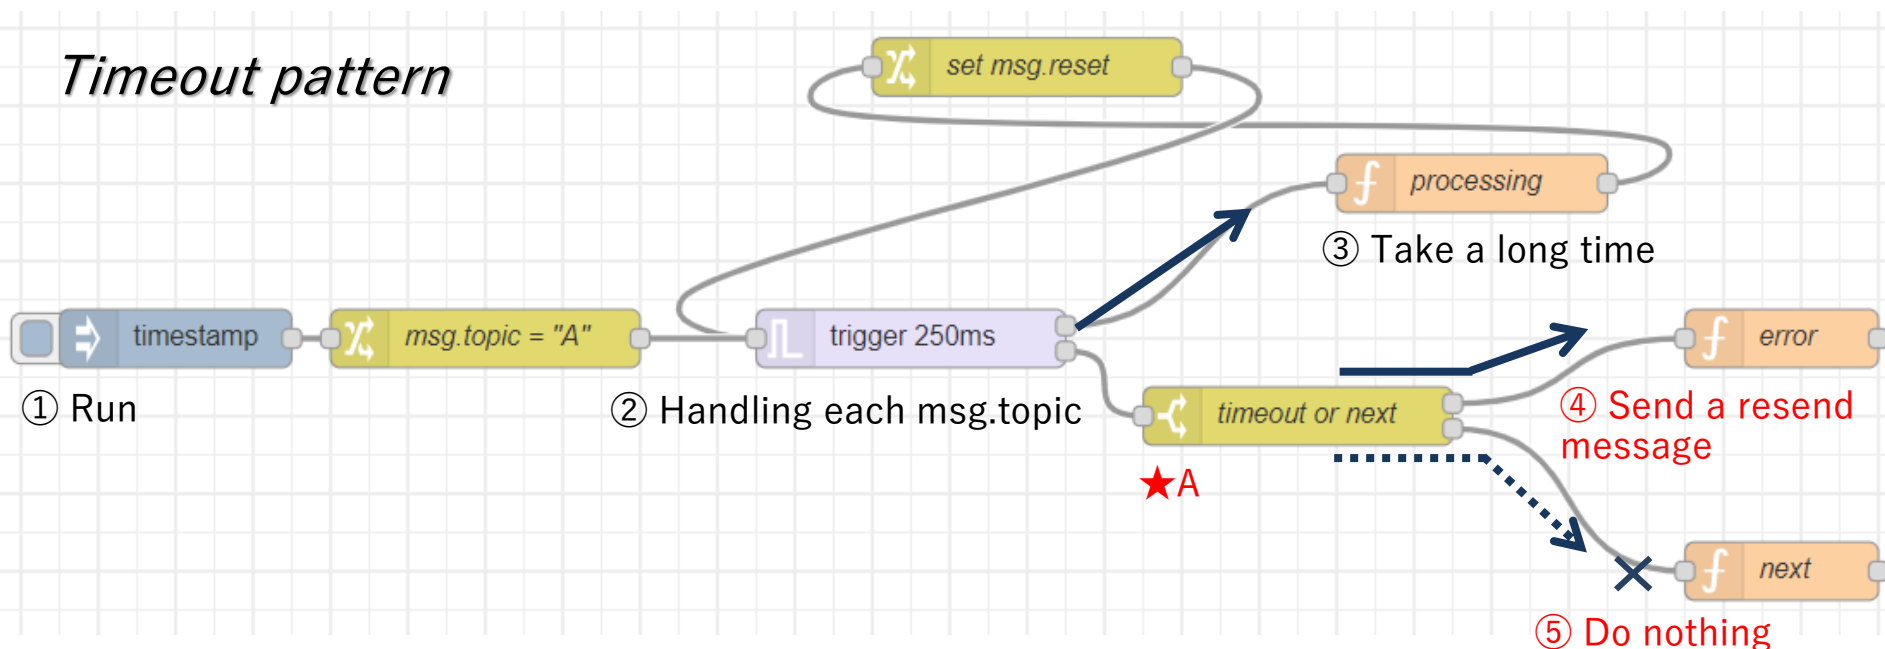 Timeout pattern
set msg.reset
processing
③ Take a long time
timestamp
msg.topic = "A"
trigger 250ms
error
① Run
② Handling each msg.topic
timeout or next
④ Send a resend
message
★A
next
⑤ Do nothing